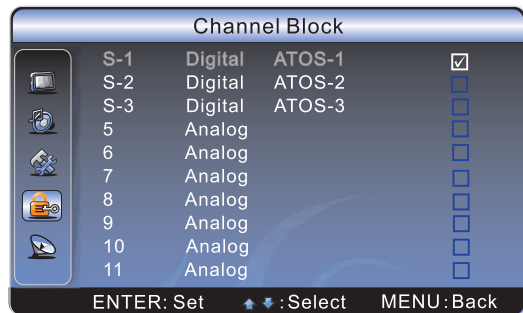 Channel Block
S-1 Digital ATOS-1
S-2 Digital ATOS-2
S-3 Digital ATOS-3
5 Analog
6 Analog
7 Analog
8 Analog
9 Analog
10 Analog
11 Analog
ENTER: Set :Select MENU:Back